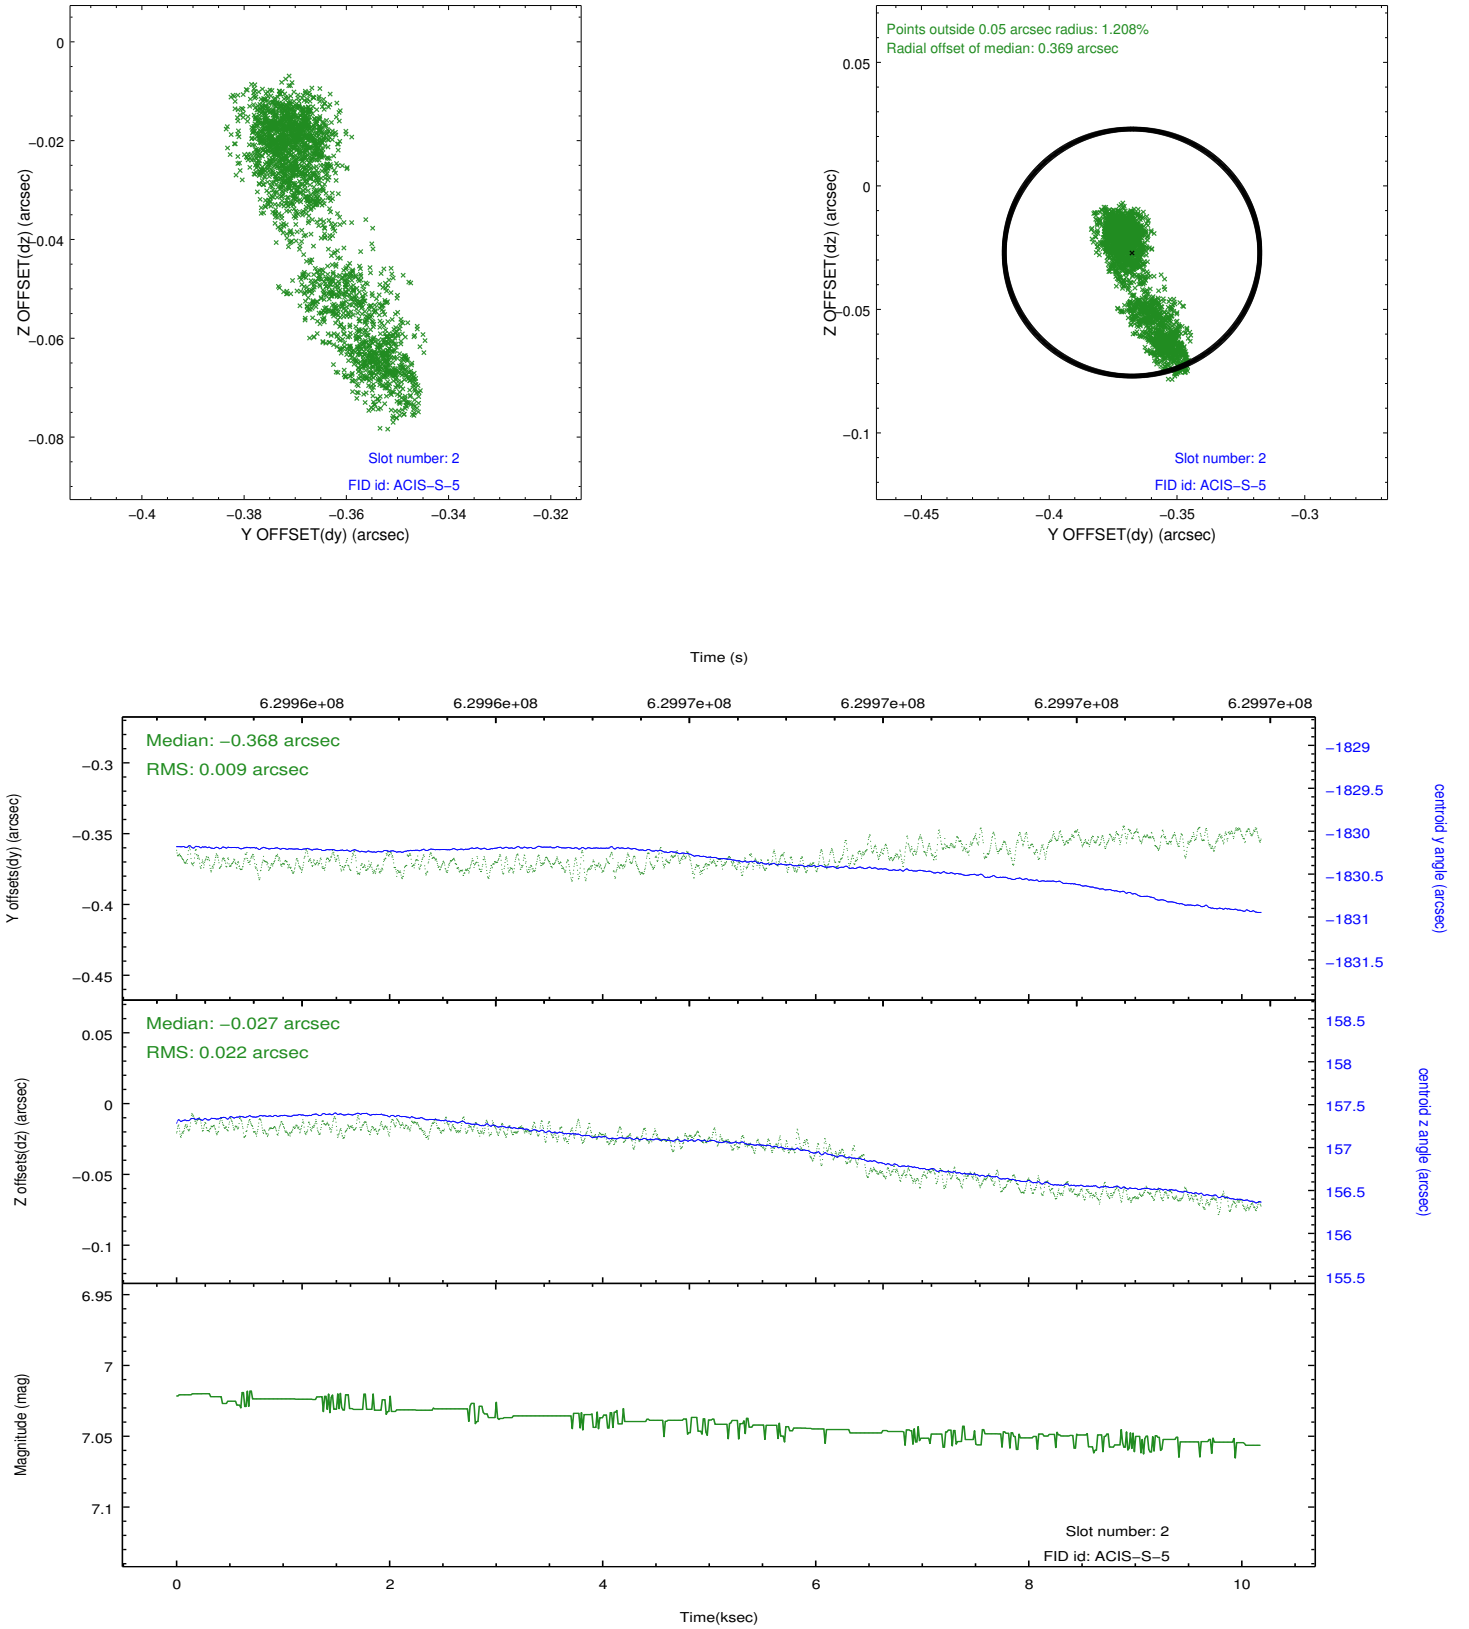 0
−0.02
−0.04
−0.06
−0.08
Z OFFSET(dz) (arcsec)
Slot number: 2
FID id: ACIS−S−5
−0.4
−0.38
−0.36
−0.34
−0.32
Y OFFSET(dy) (arcsec)
Points outside 0.05 arcsec radius: 1.208%
Radial offset of median: 0.369 arcsec
0.05
0
−0.05
−0.1
Z OFFSET(dz) (arcsec)
Slot number: 2
FID id: ACIS−S−5
−0.45
−0.4
−0.35
−0.3
Y OFFSET(dy) (arcsec)
Time (s)
6.2996e+08
6.2996e+08
6.2997e+08
6.2997e+08
6.2997e+08
6.2997e+08
Median: −0.368 arcsec
RMS: 0.009 arcsec
−0.3
−0.35
−0.4
−0.45
Y offsets(dy) (arcsec)
−1829
−1829.5
−1830
−1830.5
−1831
−1831.5
centroid y angle (arcsec)
Median: −0.027 arcsec
RMS: 0.022 arcsec
0.05
0
−0.05
−0.1
Z offsets(dz) (arcsec)
158.5
158
157.5
157
156.5
156
155.5
centroid z angle (arcsec)
6.95
7
7.05
7.1
Magnitude (mag)
Slot number: 2
FID id: ACIS−S−5
0
2
4
6
8
10
Time(ksec)